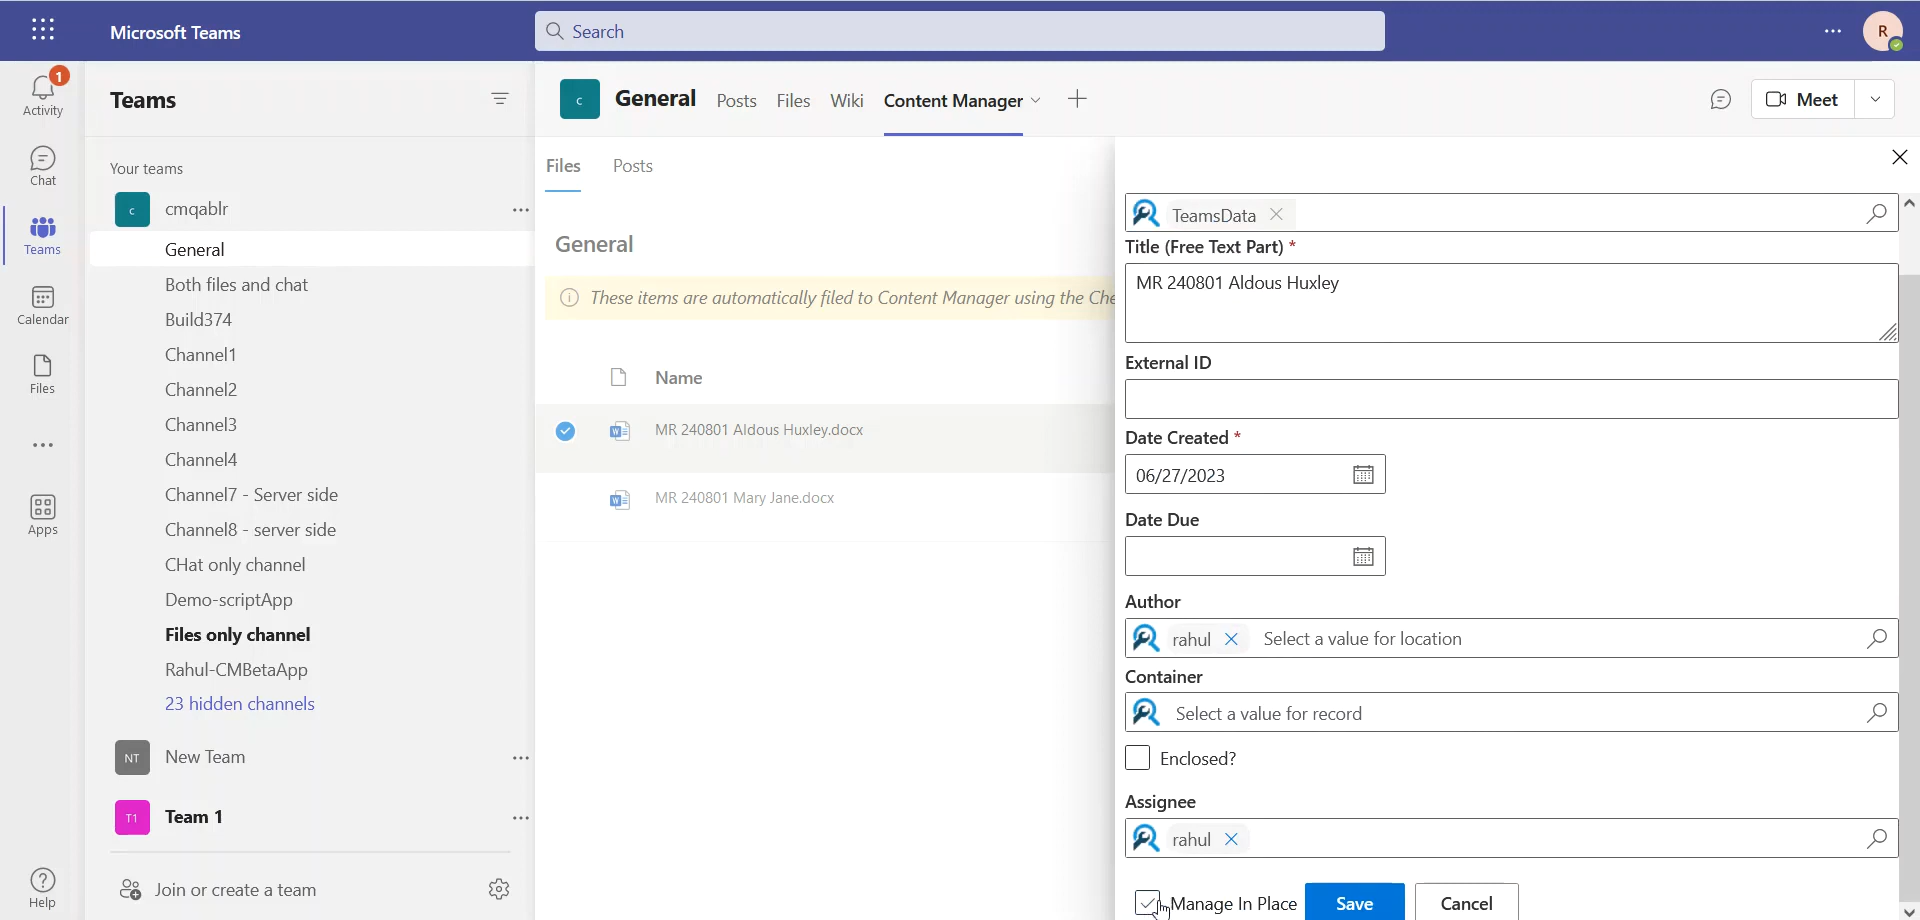 Microsoft Teams
Search
R
1
Activity
Chat
Teams
Calendar
Files
Apps
Help
Teams
Your teams
c
cmqablr
General
Both files and chat
Build374
Channel1
Channel2
Channel3
Channel4
Channel7 - Server side
Channel8 - server side
CHat only channel
Demo-scriptApp
Files only channel
Rahul-CMBetaApp
23 hidden channels
NT
New Team
T1
Team 1
Join or create a team
c
General
Posts
Files
Wiki
Content Manager
Meet
Files
Posts
General
These items are automatically filed to Content Manager using the Che
Name
MR 240801 Aldous Huxley.docx
MR 240801 Mary Jane.docx
TeamsData
Title (Free Text Part) *
MR 240801 Aldous Huxley
External ID
Date Created *
06/27/2023
Date Due
Author
rahul
Select a value for location
Container
Select a value for record
Enclosed?
Assignee
rahul
Manage In Place
Save
Cancel